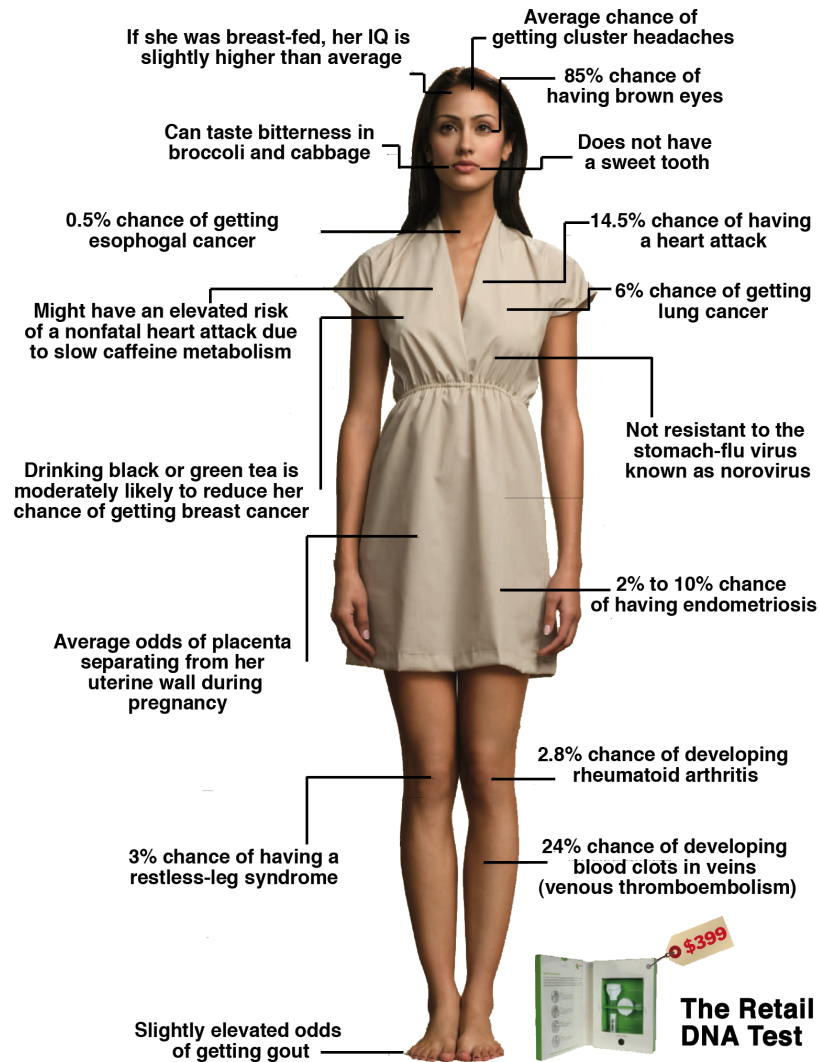 If she was breast-fed, her IQ is
slightly higher than average
Average chance of
getting cluster headaches
85% chance of
having brown eyes
Can taste bitterness in
broccoli and cabbage
Does not have
a sweet tooth
0.5% chance of getting
esophogal cancer
14.5% chance of having
a heart attack
Might have an elevated risk
of a nonfatal heart attack due
to slow caffeine metabolism
6% chance of getting
lung cancer
Not resistant to the
stomach-flu virus
known as norovirus
Drinking black or green tea is
moderately likely to reduce her
chance of getting breast cancer
2% to 10% chance
of having endometriosis
Average odds of placenta
separating from her
uterine wall during
pregnancy
2.8% chance of developing
rheumatoid arthritis
3% chance of having a
restless-leg syndrome
24% chance of developing
blood clots in veins
(venous thromboembolism)
$399
The Retail
DNA Test
Slightly elevated odds
of getting gout